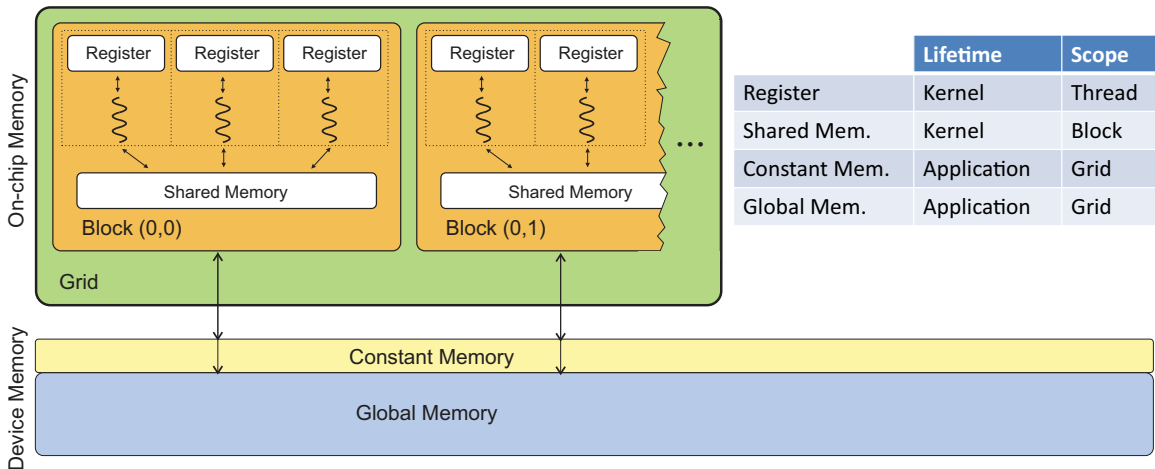 On-chip Memory
Register Register Register
Shared Memory
Block (0,0)
Register Register
Shared Memory
Block (0,1)
...
Grid
Device Memory
Constant Memory
Global Memory
Lifetime Scope
Register Kernel Thread
Shared Mem. Kernel Block
Constant Mem. Application Grid
Global Mem. Application Grid